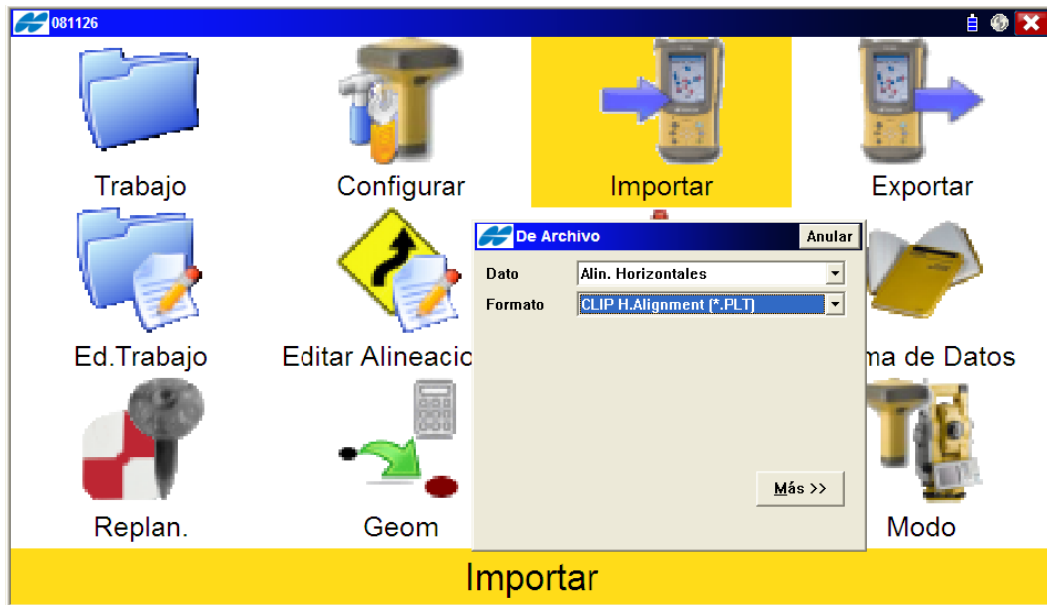 081126
Trabajo
Configurar
Importar
Exportar
De Archivo
Anular
Dato
Alin. Horizontales
Formato
CLIP H.Alignment (*.PLT)
Más >>
Ed.Trabajo
Editar Alineacio
ma de Datos
Replan.
Geom
Modo
Importar